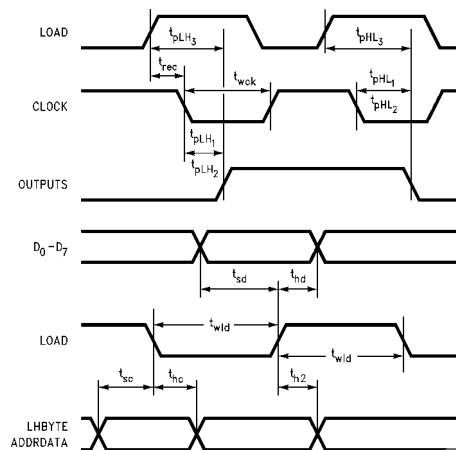 LOAD
tpLH3
tpHL3
trec
twck
tpHL1
CLOCK
tpHL2
tpLH1
tpLH2
OUTPUTS
D0-D7
tsd
thd
twld
LOAD
twld
tsc
thc
th2
LHBYTE
ADDRDATA